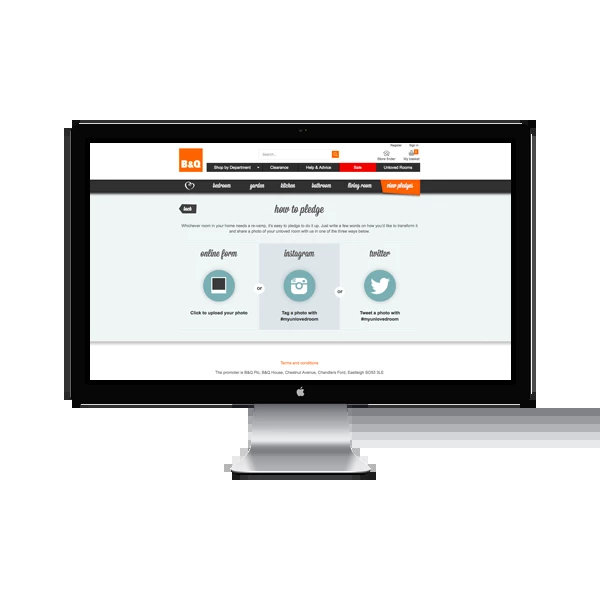 Register Sign in
B&Q
Search...
Store finder My basket
Shop by Department Clearance Help & Advice Sale Unloved Rooms
bedroom garden kitchen bathroom living room view pledges
back
how to pledge
Whichever room in your home needs a re-vamp, it's easy to pledge to do it up. Just write a few words on how you'd like to transform it
and share a photo of your unloved room with us in one of the three ways below.
online form instagram twitter
or or
Click to upload your photo Tag a photo with Tweet a photo with
#myunlovedroom #myunlovedroom
Terms and conditions
The promoter is B&Q Plc, B&Q House, Chestnut Avenue, Chandlers Ford, Eastleigh SO53 3LE